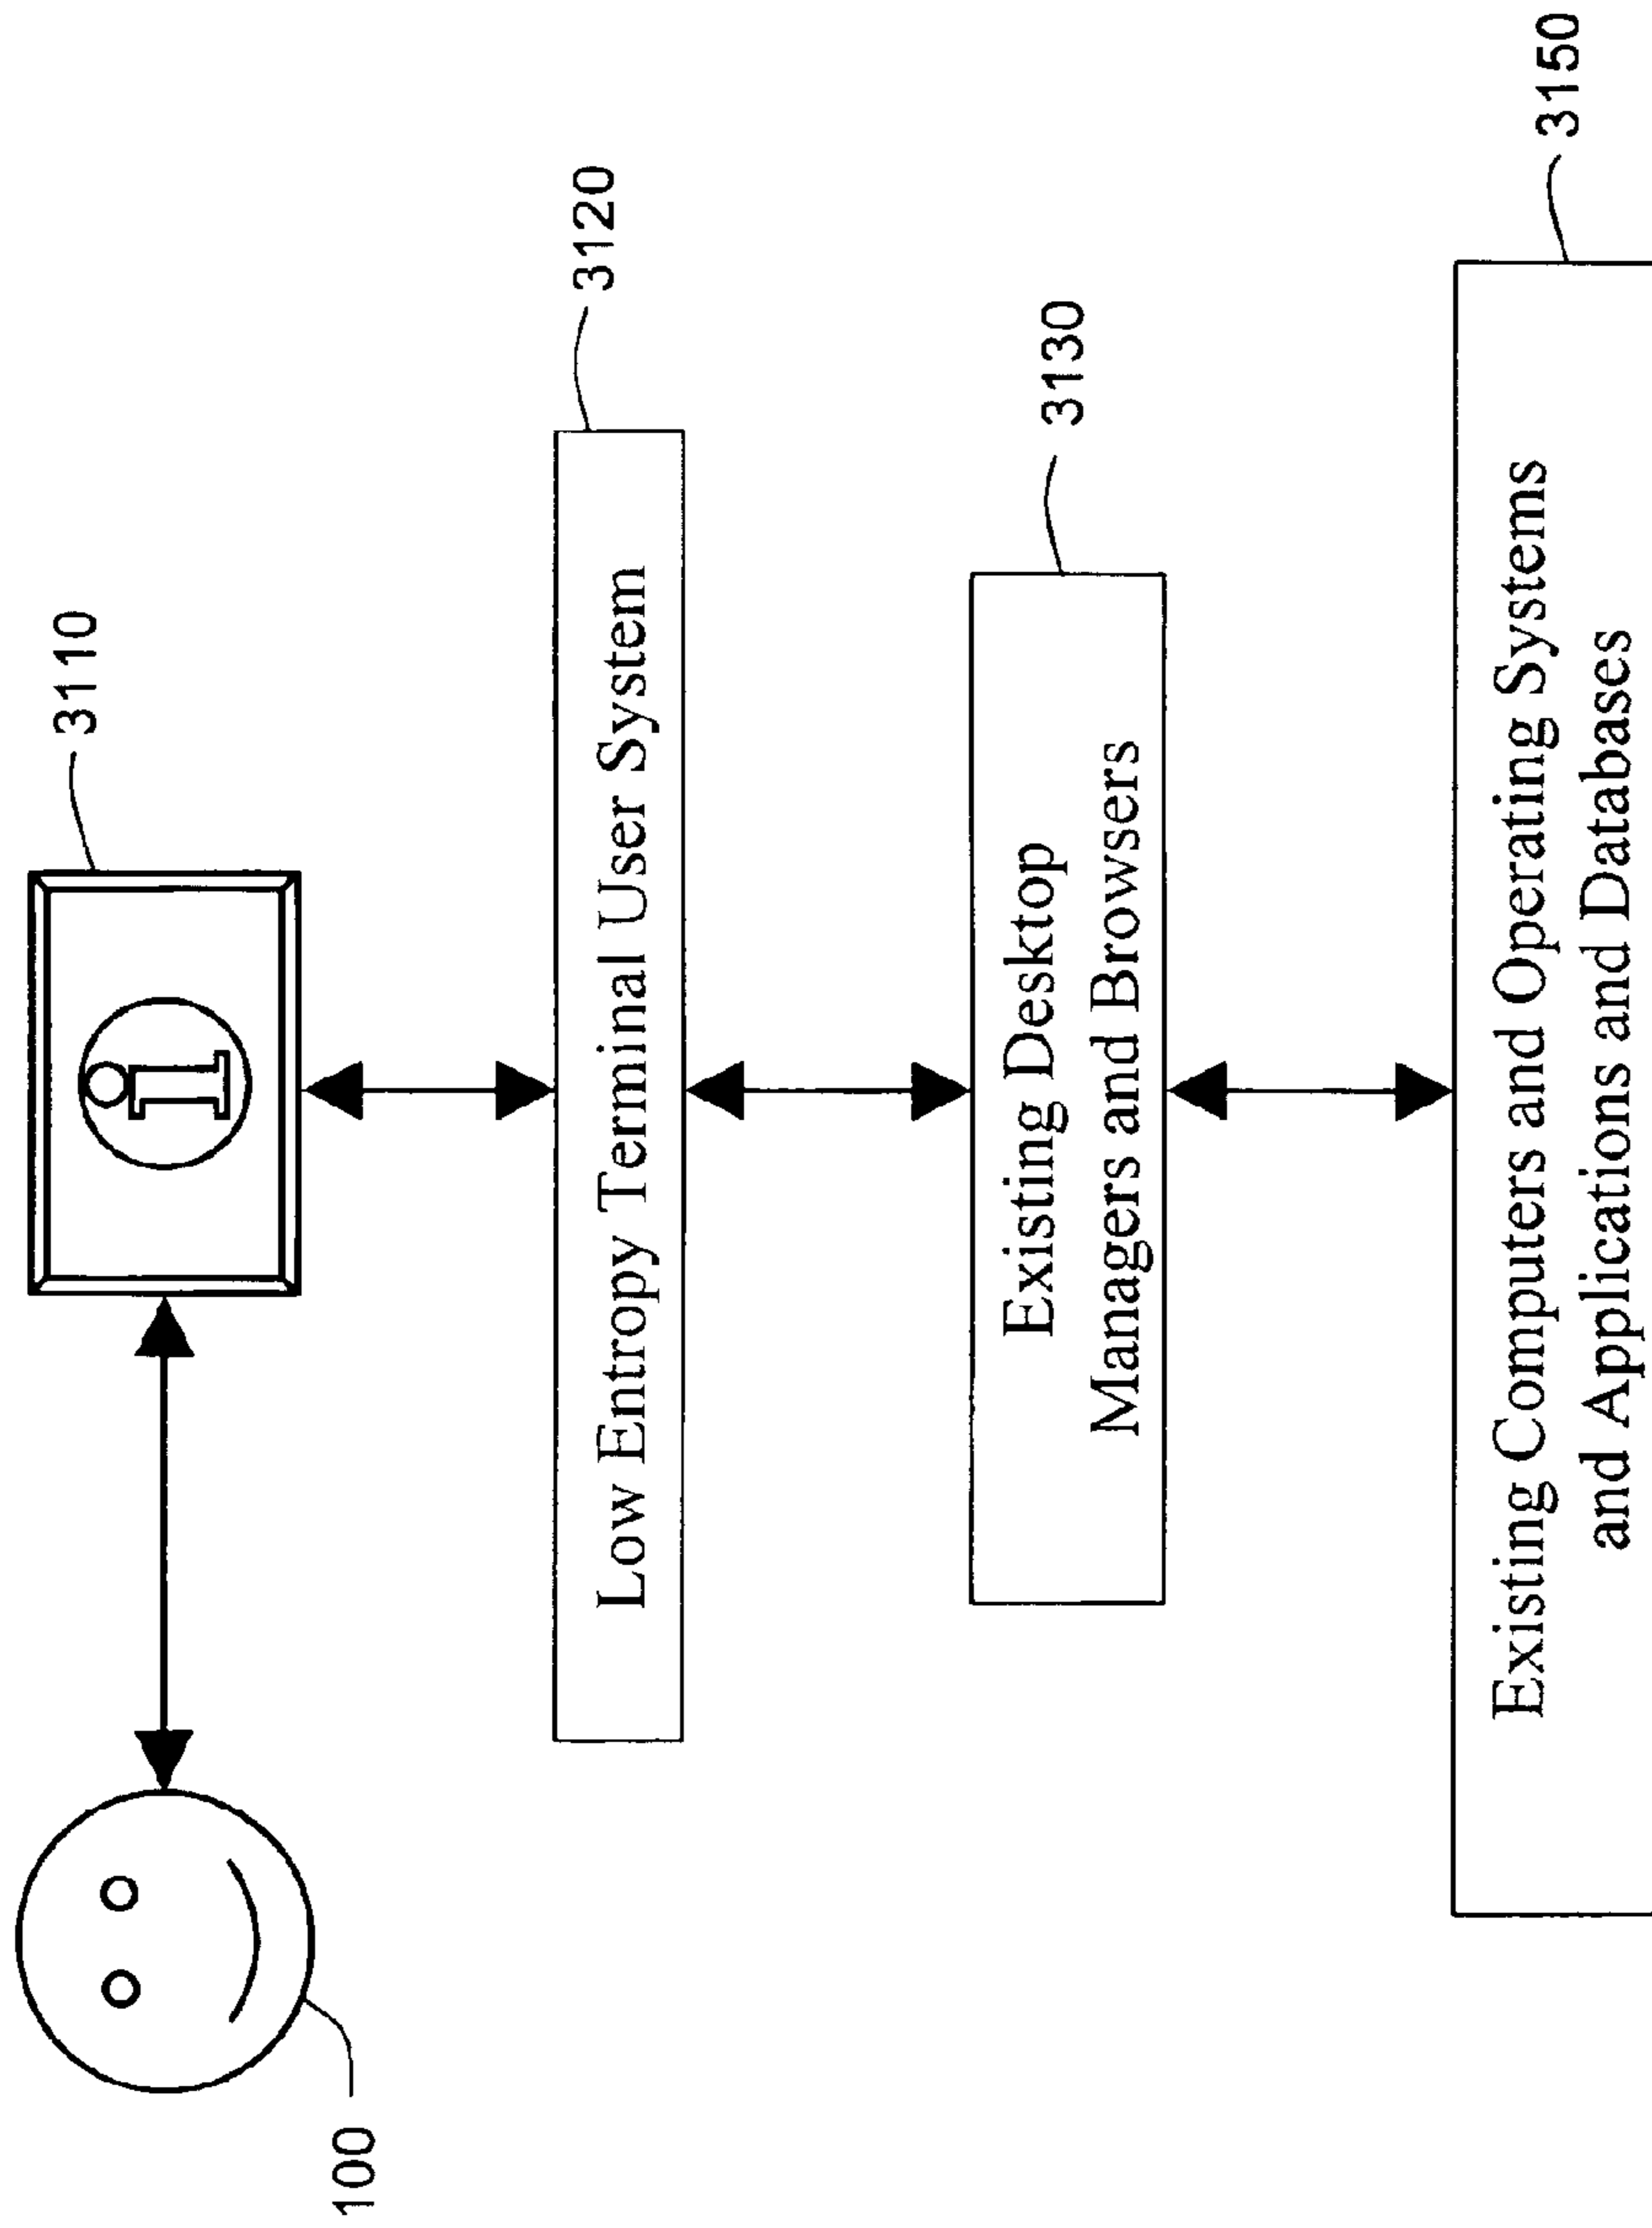 3110
i
100
3120
Low Entropy Terminal User System
3130
Existing Desktop
Managers and Browsers
3150
Existing Computers and Operating Systems
and Applications and Databases